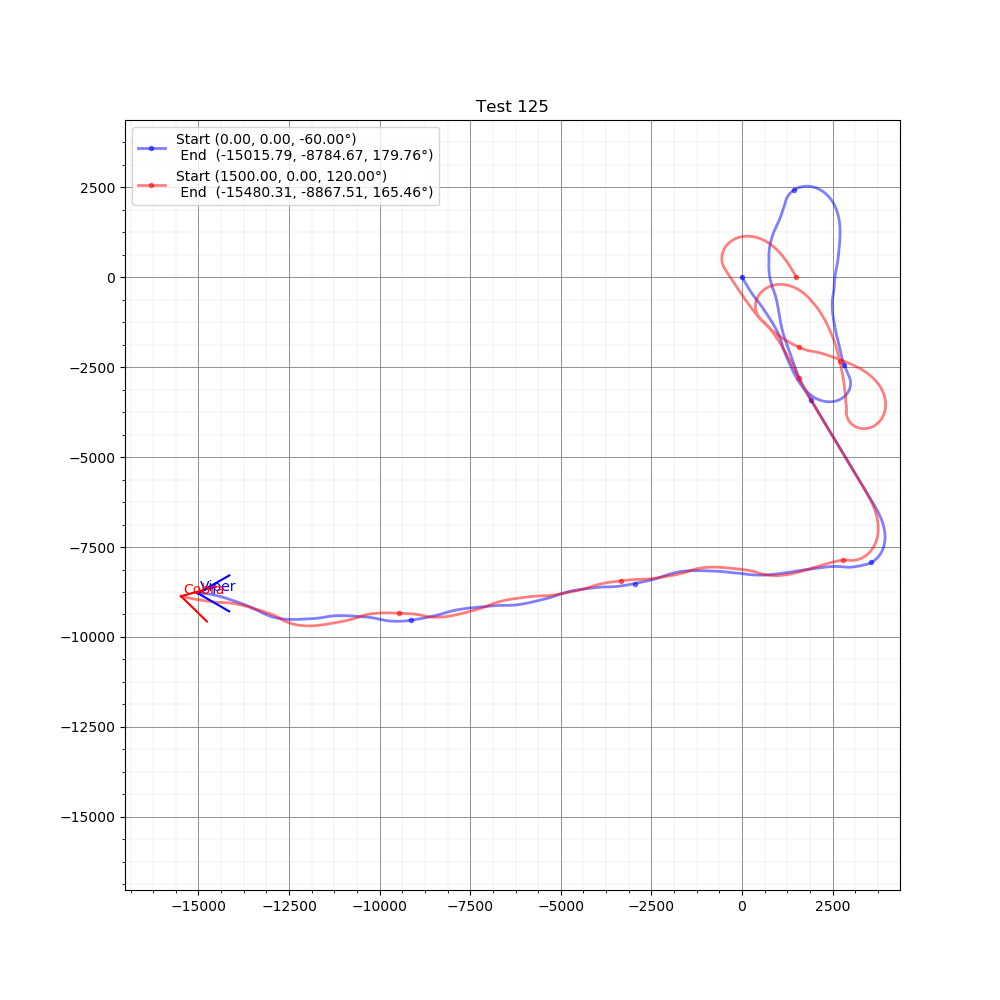 Test 125
Start (0.00, 0.00, -60.00°)
End (-15015.79, -8784.67, 179.76°)
Start (1500.00, 0.00, 120.00°)
End (-15480.31, -8867.51, 165.46°)
2500
0
−2500
−5000
−7500
−10000
−12500
−15000
Viper
Cobra
−15000 −12500 −10000 −7500 −5000 −2500 0 2500